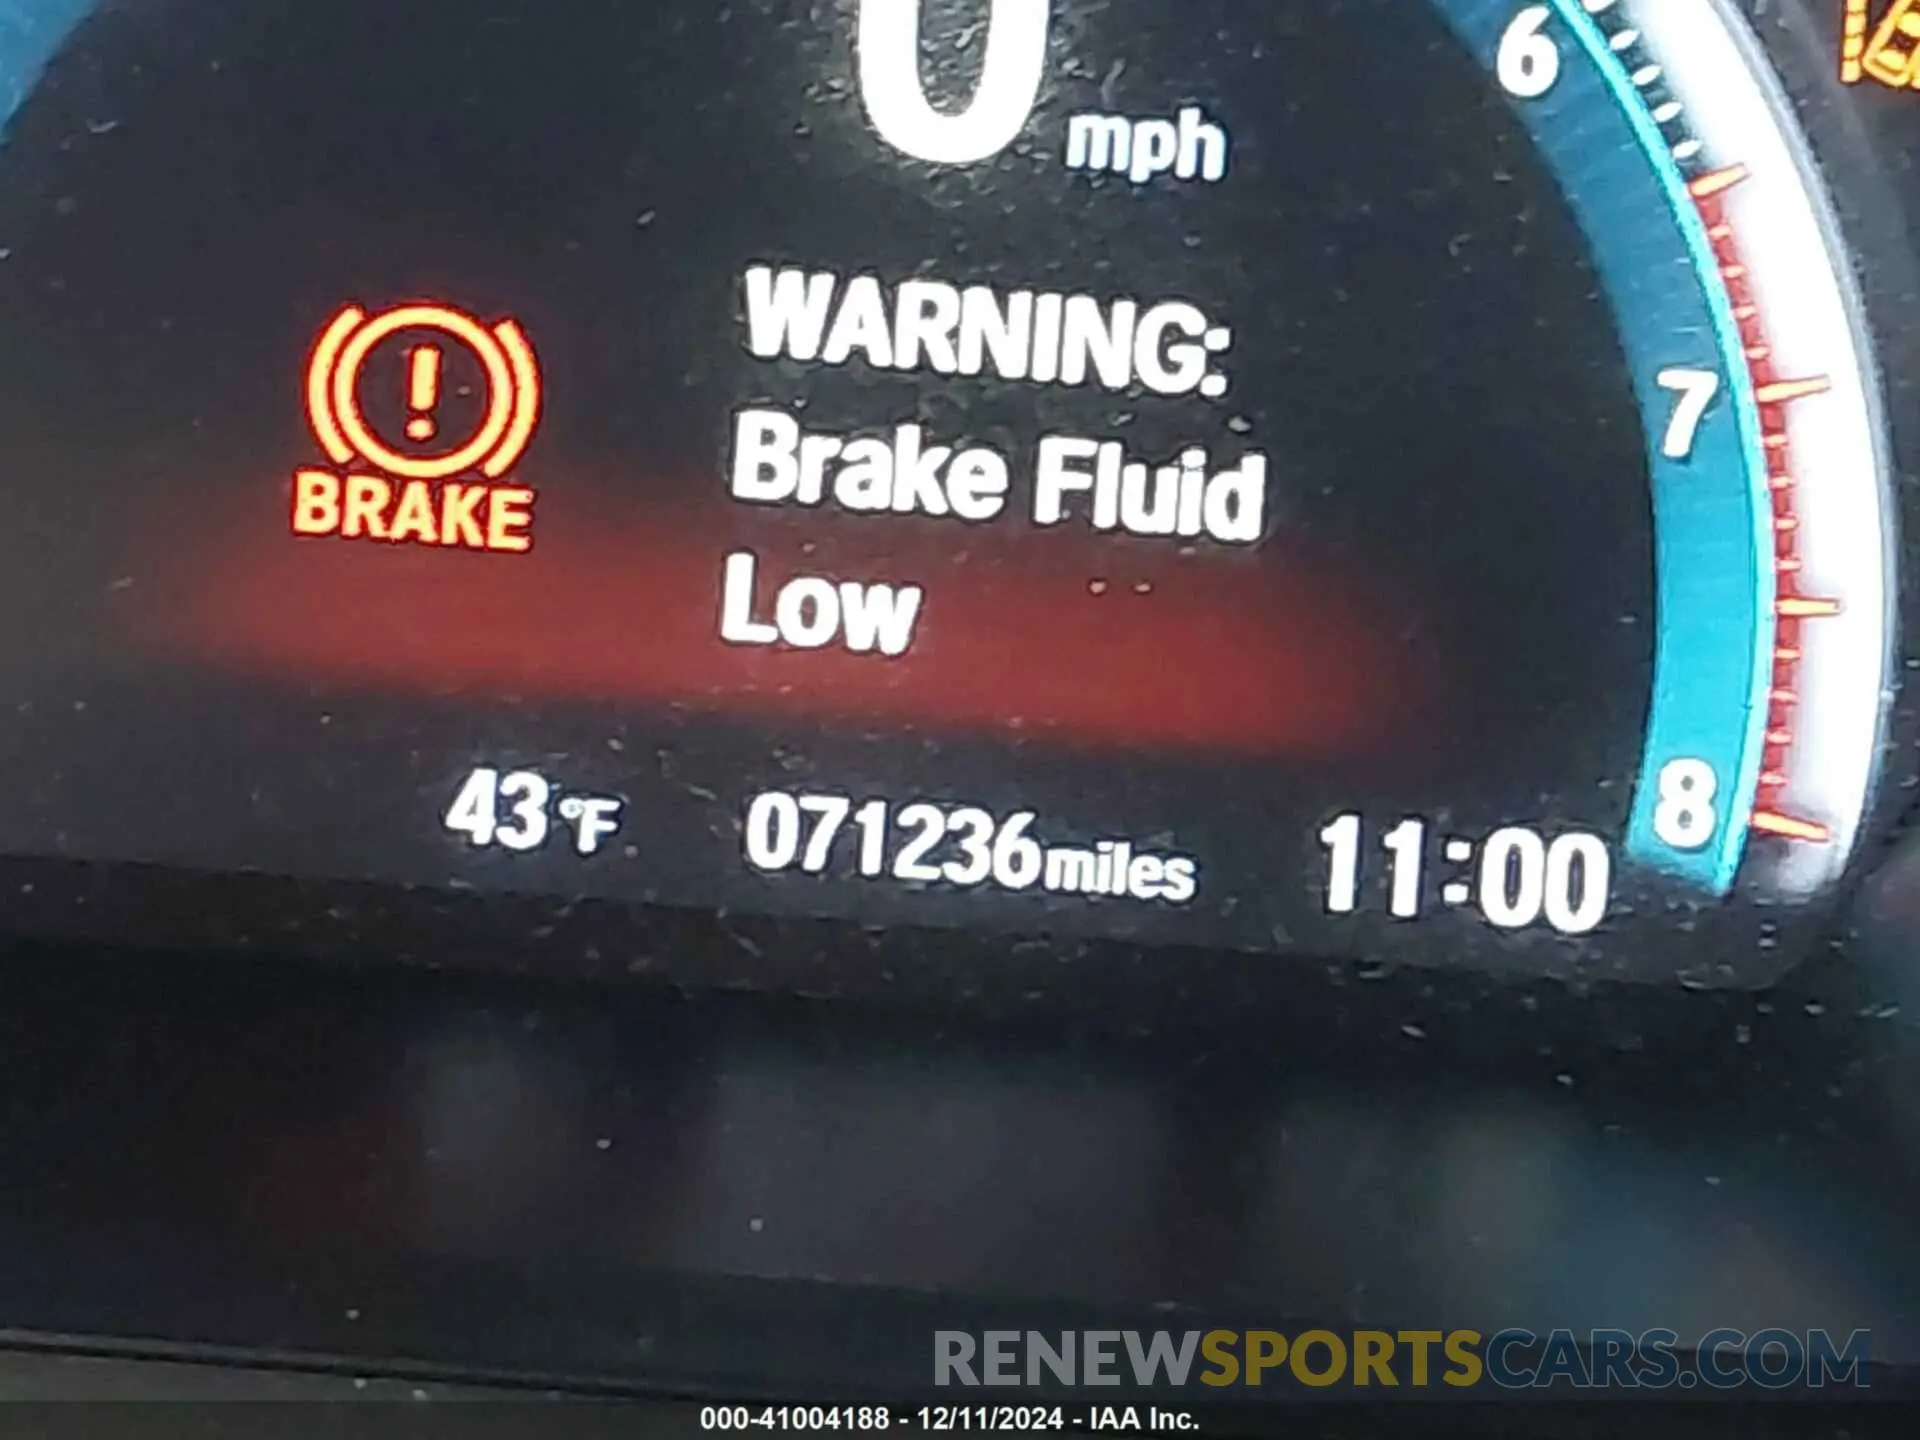 0 mph
6
7
8
WARNING:
Brake Fluid
Low
BRAKE
43°F 071236miles 11:00
RENEWSPORTSCARS.COM
000-41004188 - 12/11/2024 - IAA Inc.